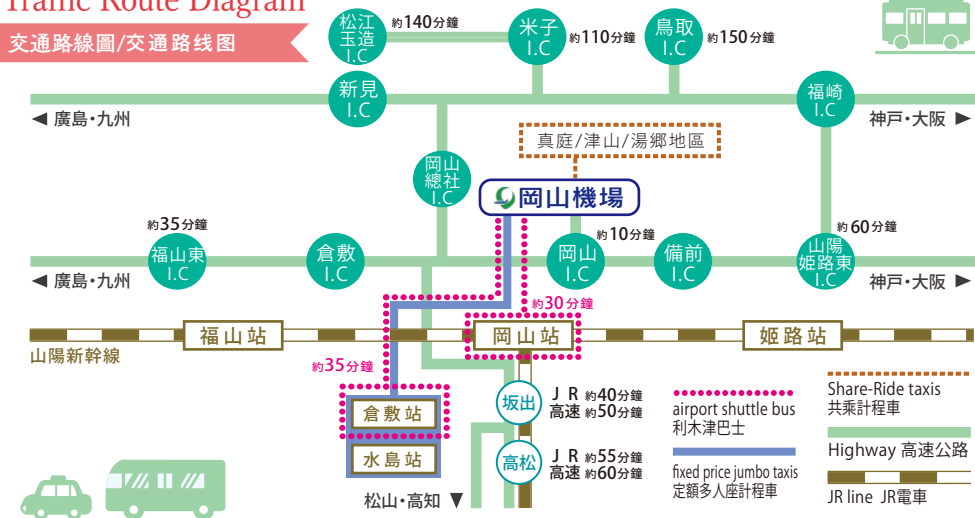 Traffic Route Diagram
交通路線圖/交通路线图
松江
玉造
I.C
約140分鐘
米子
I.C
約110分鐘
鳥取
I.C
約150分鐘
新見
I.C
福崎
I.C
◀ 廣島・九州
神戸・大阪 ▶
真庭/津山/湯郷地區
岡山
總社
I.C
岡山機場
約35分鐘
福山東
I.C
倉敷
I.C
約10分鐘
岡山
I.C
備前
I.C
約60分鐘
山陽
姫路東
I.C
◀ 廣島・九州
神戸・大阪 ▶
約30分鐘
福山站
岡山站
姫路站
山陽新幹線
約35分鐘
倉敷站
水島站
坂出
J R 約40分鐘
高速 約50分鐘
高松
J R 約55分鐘
高速 約60分鐘
松山・高知 ▼
airport shuttle bus
利木津巴士
fixed price jumbo taxis
定額多人座計程車
Share-Ride taxis
共乘計程車
Highway 高速公路
JR line JR電車